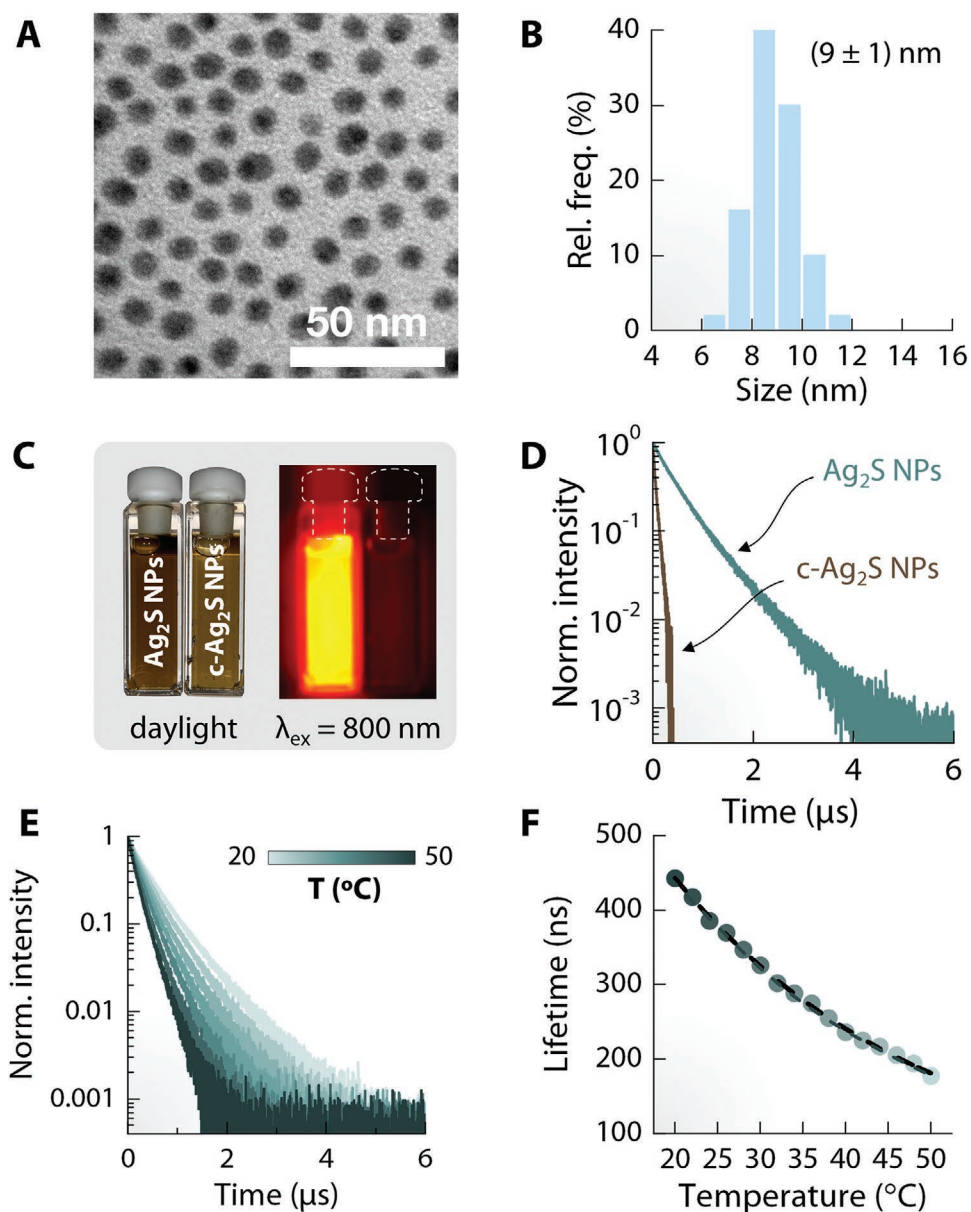 A
50 nm
B
(9 ± 1) nm
Rel. freq. (%)
40
30
20
10
0
4 6 8 10 12 14 16
Size (nm)
C
Ag₂S NPs
c-Ag₂S NPs
daylight
λₑₓ = 800 nm
D
Norm. intensity
10⁰
10⁻¹
10⁻²
10⁻³
Ag₂S NPs
c-Ag₂S NPs
0 2 4 6
Time (μs)
E
Norm. intensity
1
0.1
0.01
0.001
20 50
T (ºC)
0 2 4 6
Time (μs)
F
Lifetime (ns)
500
400
300
200
100
20 25 30 35 40 45 50
Temperature (°C)